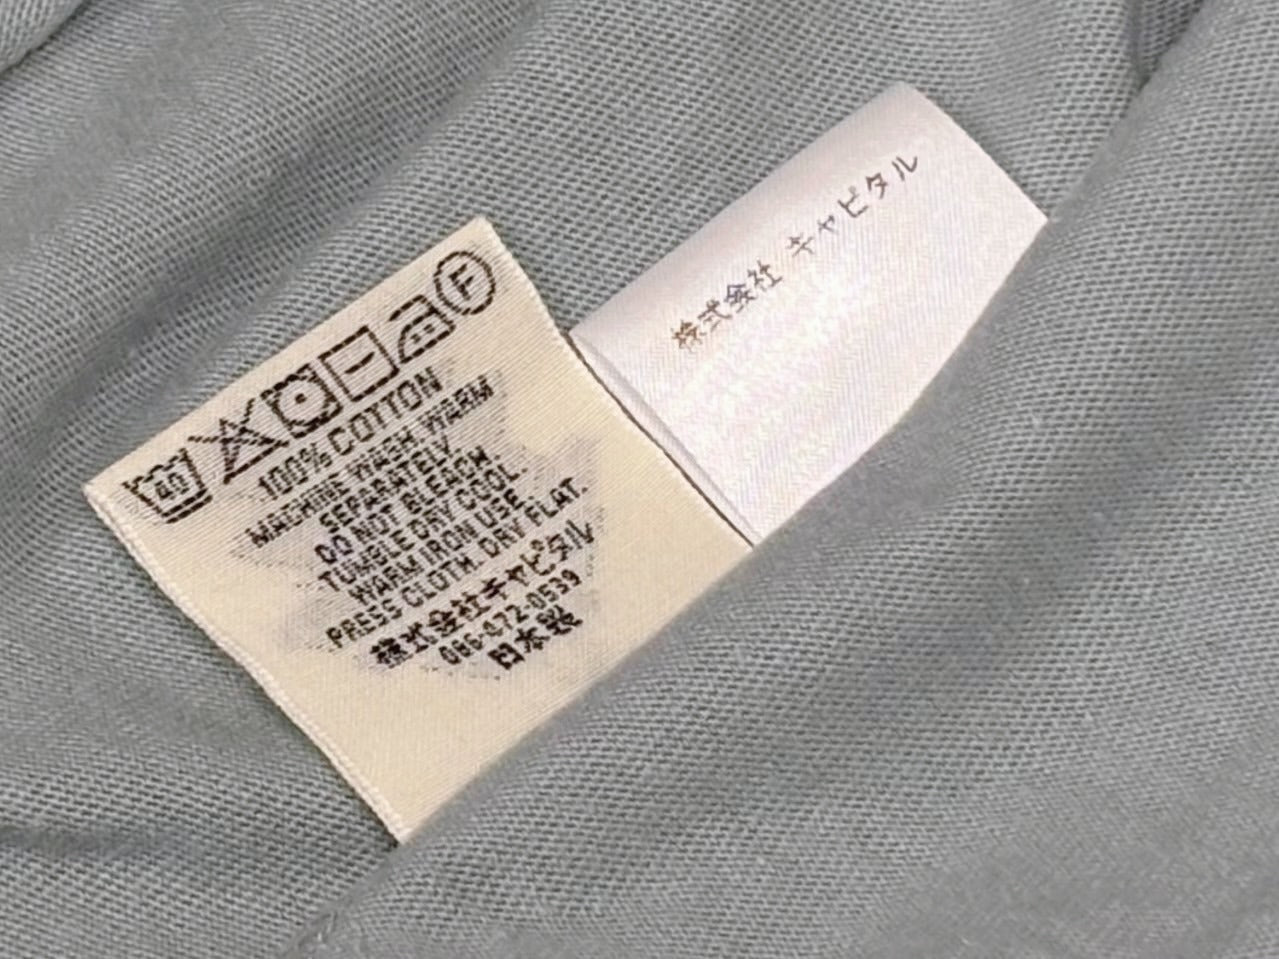 40
F
100% COTTON
MACHINE WASH WARM
SEPARATELY.
DO NOT BLEACH
TUMBLE DRY COOL.
WARM IRON USE
PRESS CLOTH. DRY FLAT.
株式会社キャピタル
086-472-0539
日本製
株式会社 キャピタル